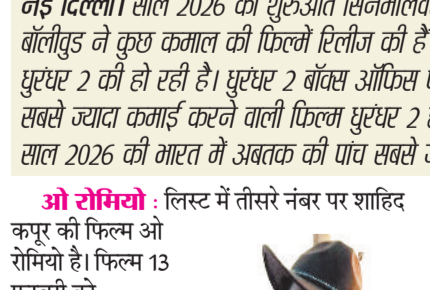 नई दिल्ली। साल 2026 की शुरुआत
बॉलीवुड ने कुछ कमाल की फिल्में रिलीज की हैं
धुरंधर 2 की हो रही है। धुरंधर 2 बॉक्स ऑफिस
सबसे ज्यादा कमाई करने वाली फिल्म धुरंधर 2
साल 2026 की भारत में अबतक की पांच सबसे
ओ रोमियो : लिस्ट में तीसरे नंबर पर शाहिद
कपूर की फिल्म ओ
रोमियो है। फिल्म 13